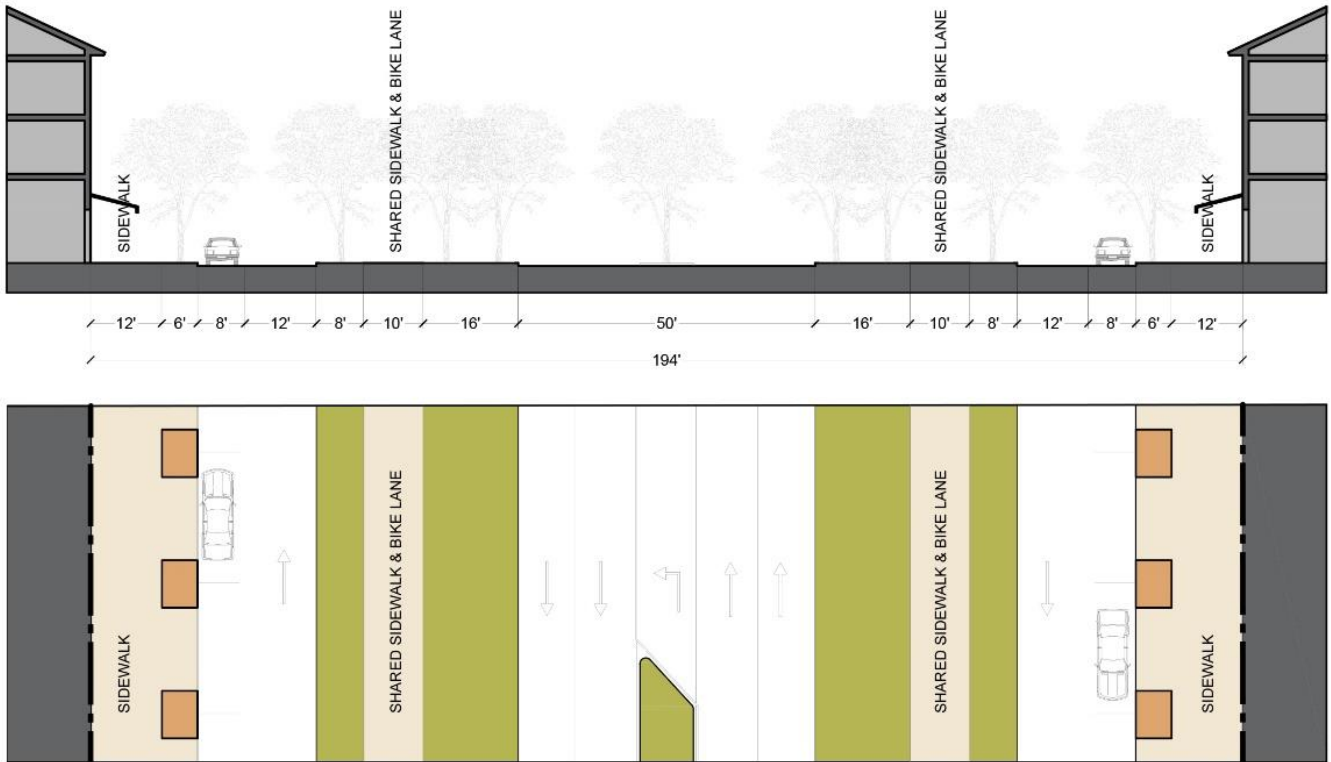 SIDEWALK
SHARED SIDEWALK & BIKE LANE
SHARED SIDEWALK & BIKE LANE
SIDEWALK
12' 6' 8' 12' 8' 10' 16' 50' 16' 10' 8' 12' 8' 6' 12'
194'
SIDEWALK
SHARED SIDEWALK & BIKE LANE
SHARED SIDEWALK & BIKE LANE
SIDEWALK